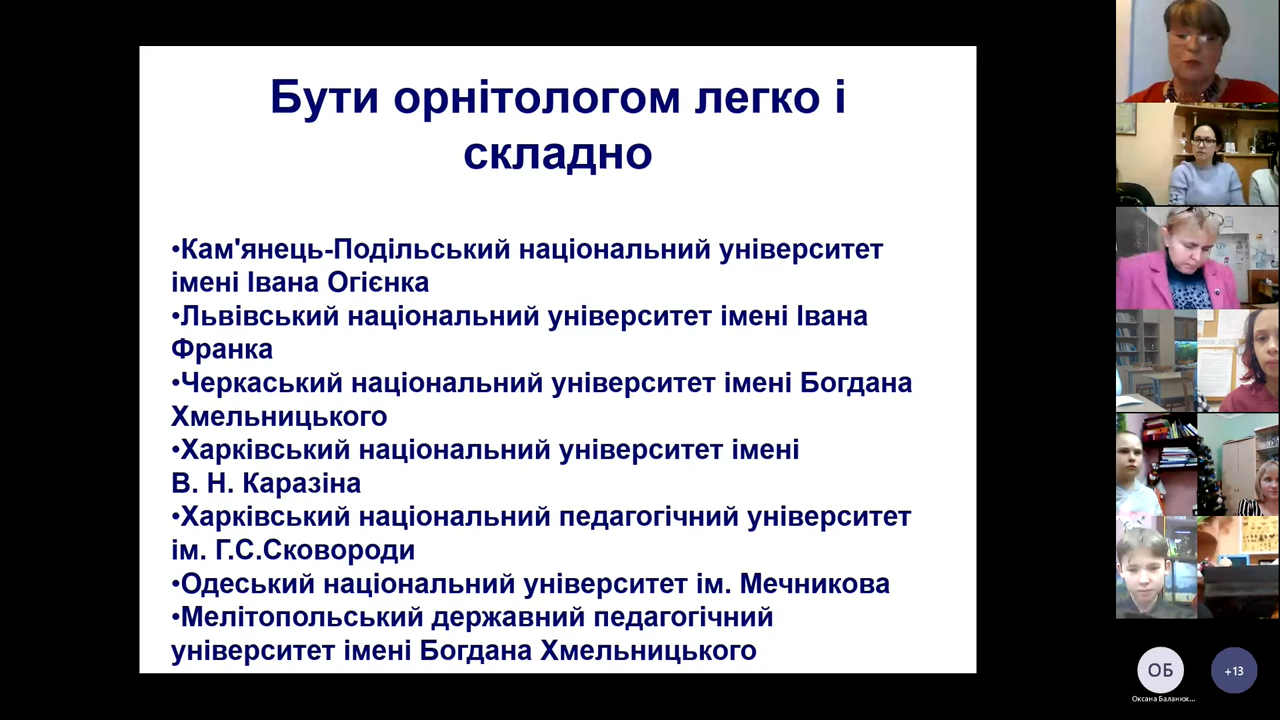 Бути орнітологом легко і
складно
•Кам'янець-Подільський національний університет
імені Івана Огієнка
•Львівський національний університет імені Івана
Франка
•Черкаський національний університет імені Богдана
Хмельницького
•Харківський національний університет імені
В. Н. Каразіна
•Харківський національний педагогічний університет
ім. Г.С.Сковороди
•Одеський національний університет ім. Мечникова
•Мелітопольський державний педагогічний
університет імені Богдана Хмельницького
ОБ
+13
Оксана Баланюк...